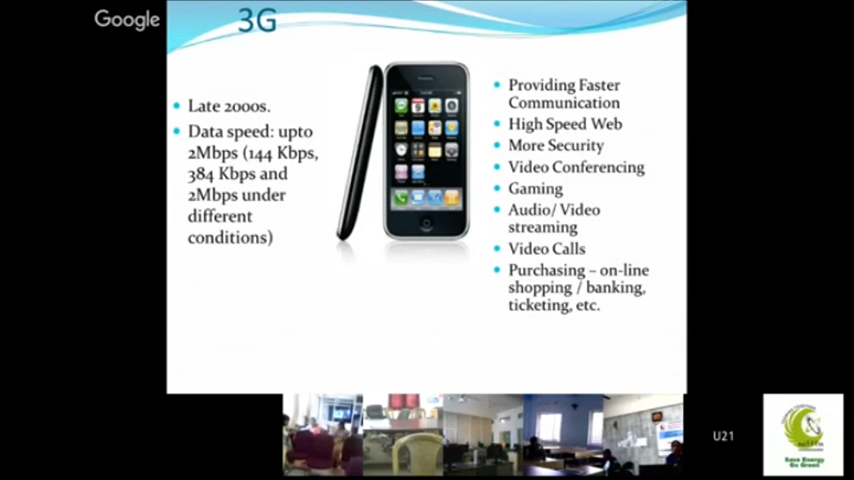 Google
3G
Late 2000s.
Data speed: upto
2Mbps (144 Kbps,
384 Kbps and
2Mbps under
different
conditions)
Providing Faster
Communication
High Speed Web
More Security
Video Conferencing
Gaming
Audio/ Video
streaming
Video Calls
Purchasing – on-line
shopping / banking,
ticketing, etc.
U21
Save Energy
Go Green